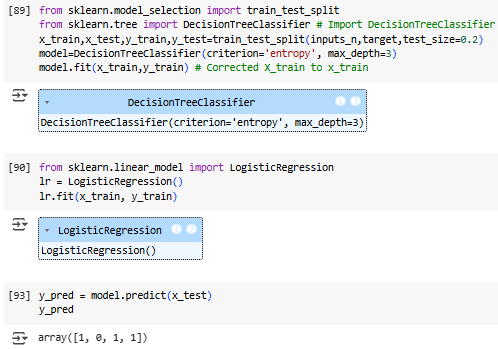 [89] from sklearn.model_selection import train_test_split
from sklearn.tree import DecisionTreeClassifier # Import DecisionTreeClassifier
x_train,x_test,y_train,y_test=train_test_split(inputs_n,target,test_size=0.2)
model=DecisionTreeClassifier(criterion='entropy', max_depth=3)
model.fit(x_train,y_train) # Corrected X_train to x_train
DecisionTreeClassifier
DecisionTreeClassifier(criterion='entropy', max_depth=3)
[90] from sklearn.linear_model import LogisticRegression
lr = LogisticRegression()
lr.fit(x_train, y_train)
LogisticRegression
LogisticRegression()
[93] y_pred = model.predict(x_test)
y_pred
array([1, 0, 1, 1])